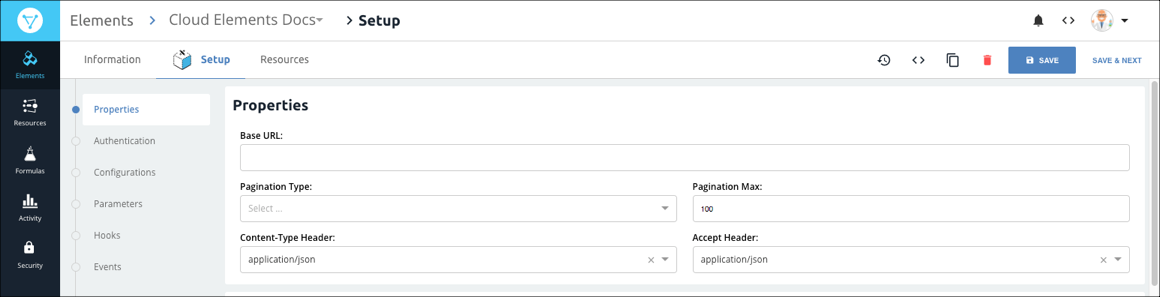 Elements > Cloud Elements Docs > Setup
Information Setup Resources SAVE SAVE & NEXT
Elements
Resources
Formulas
Activity
Security
Properties
Authentication
Configurations
Parameters
Hooks
Events
Properties
Base URL:
Pagination Type: Pagination Max:
Select ... 100
Content-Type Header: Accept Header:
application/json × application/json ×